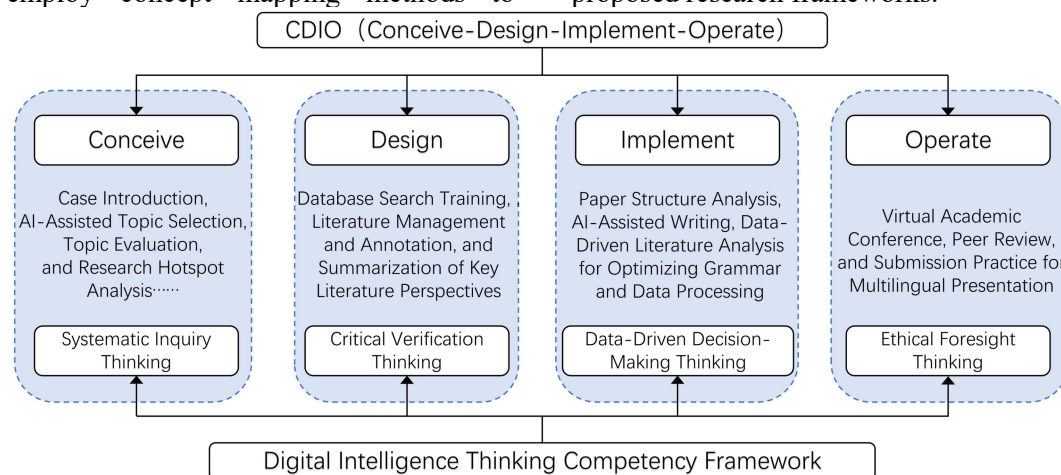 employ concept mapping methods to
proposed research frameworks.
CDIO（Conceive-Design-Implement-Operate）
Conceive
Case Introduction,
AI-Assisted Topic Selection,
Topic Evaluation,
and Research Hotspot
Analysis······
Systematic Inquiry
Thinking
Design
Database Search Training,
Literature Management
and Annotation, and
Summarization of Key
Literature Perspectives
Critical Verification
Thinking
Implement
Paper Structure Analysis,
AI-Assisted Writing, Data-
Driven Literature Analysis
for Optimizing Grammar
and Data Processing
Data-Driven Decision-
Making Thinking
Operate
Virtual Academic
Conference, Peer Review,
and Submission Practice for
Multilingual Presentation
Ethical Foresight
Thinking
Digital Intelligence Thinking Competency Framework